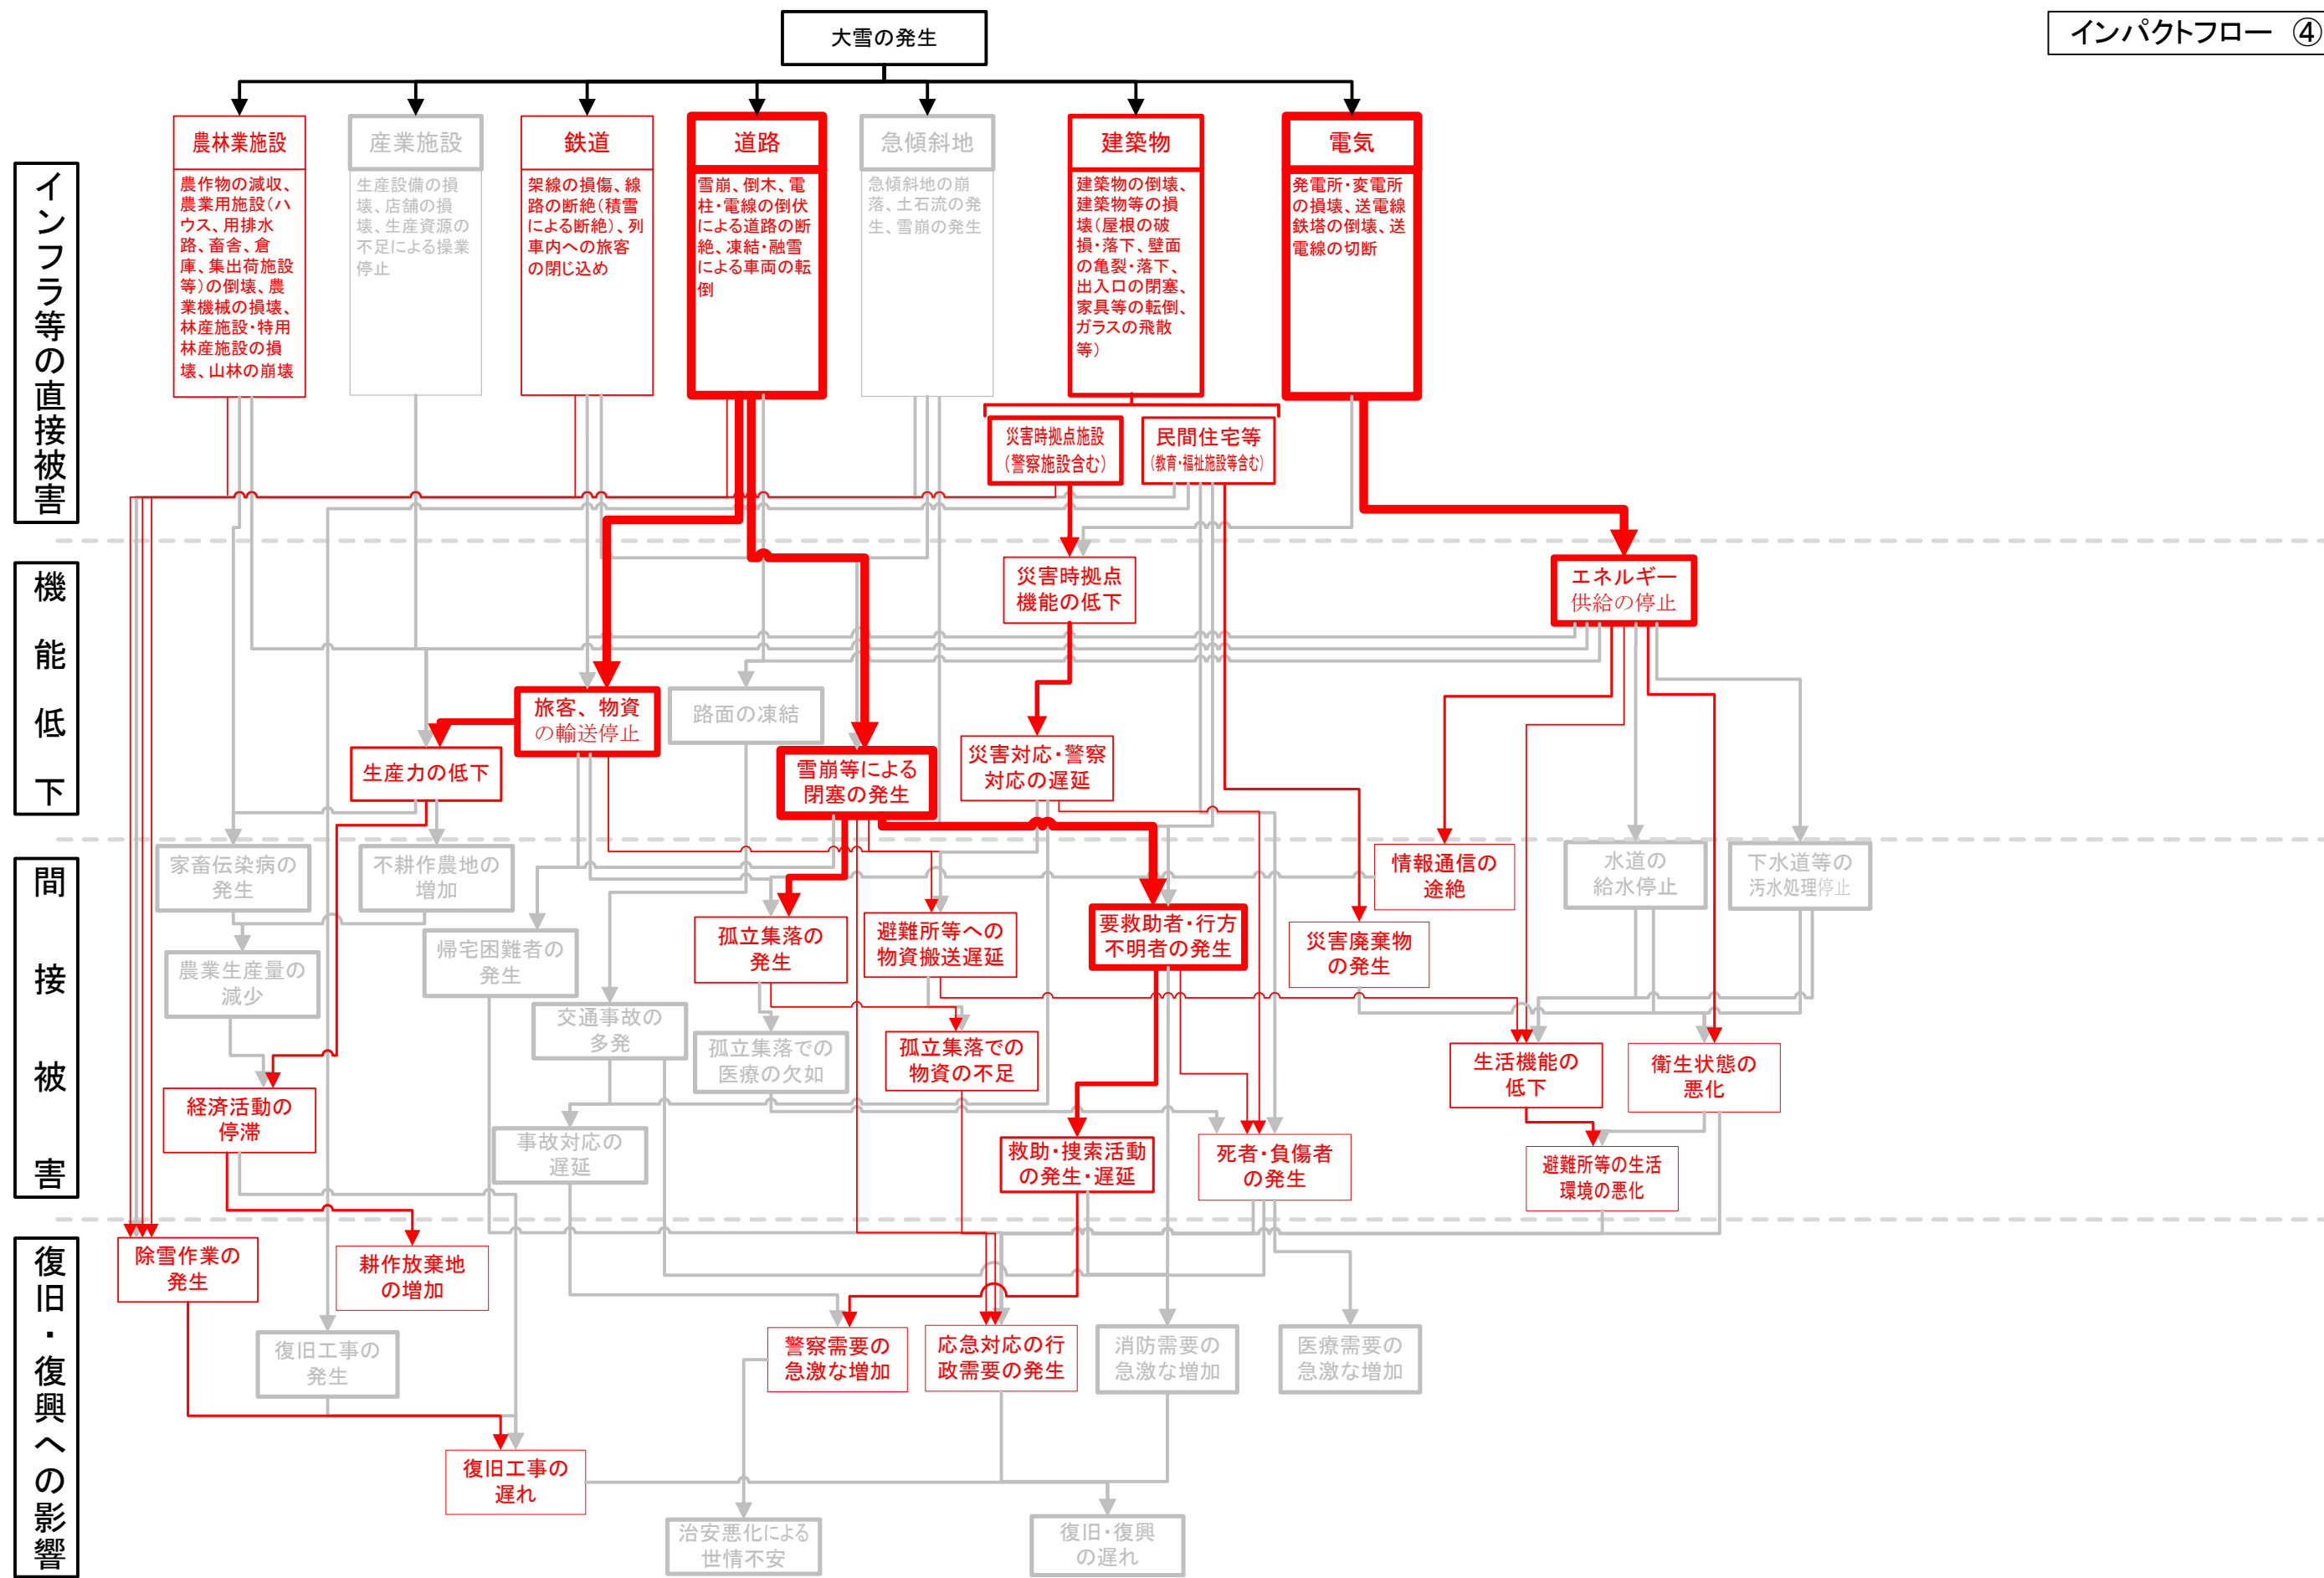 インパクトフロー ④
大雪の発生
インフラ等の直接被害
農林業施設
農作物の減収、
農業用施設（ハ
ウス、用排水
路、畜舎、倉
庫、集出荷施設
等）の倒壊、農
業機械の損壊、
林産施設・特用
林産施設の損
壊、山林の崩壊
産業施設
生産設備の損
壊、店舗の損
壊、生産資源の
不足による操業
停止
鉄道
架線の損傷、線
路の断絶（積雪
による断絶）、列
車内への旅客
の閉じ込め
道路
雪崩、倒木、電
柱・電線の倒伏
による道路の断
絶、凍結・融雪
による車両の転
倒
急傾斜地
急傾斜地の崩
落、土石流の発
生、雪崩の発生
建築物
建築物の倒壊、
建築物等の損
壊（屋根の破
損・落下、壁面
の亀裂・落下、
出入口の閉塞、
家具等の転倒、
ガラスの飛散
等）
電気
発電所・変電所
の損壊、送電線
鉄塔の倒壊、送
電線の切断
災害時拠点施設
（警察施設含む）
民間住宅等
（教育・福祉施設等含む）
機能低下
災害時拠点
機能の低下
エネルギー
供給の停止
旅客、物資
の輸送停止
路面の凍結
生産力の低下
雪崩等による
閉塞の発生
災害対応・警察
対応の遅延
間接被害
家畜伝染病の
発生
不耕作農地の
増加
情報通信の
途絶
水道の
給水停止
下水道等の
汚水処理停止
帰宅困難者の
発生
孤立集落の
発生
避難所等への
物資搬送遅延
要救助者・行方
不明者の発生
災害廃棄物
の発生
農業生産量の
減少
交通事故の
多発
孤立集落での
医療の欠如
孤立集落での
物資の不足
生活機能の
低下
衛生状態の
悪化
経済活動の
停滞
事故対応の
遅延
救助・捜索活動
の発生・遅延
死者・負傷者
の発生
避難所等の生活
環境の悪化
復旧・復興への影響
除雪作業の
発生
耕作放棄地
の増加
復旧工事の
発生
警察需要の
急激な増加
応急対応の行
政需要の発生
消防需要の
急激な増加
医療需要の
急激な増加
復旧工事の
遅れ
治安悪化による
世情不安
復旧・復興
の遅れ